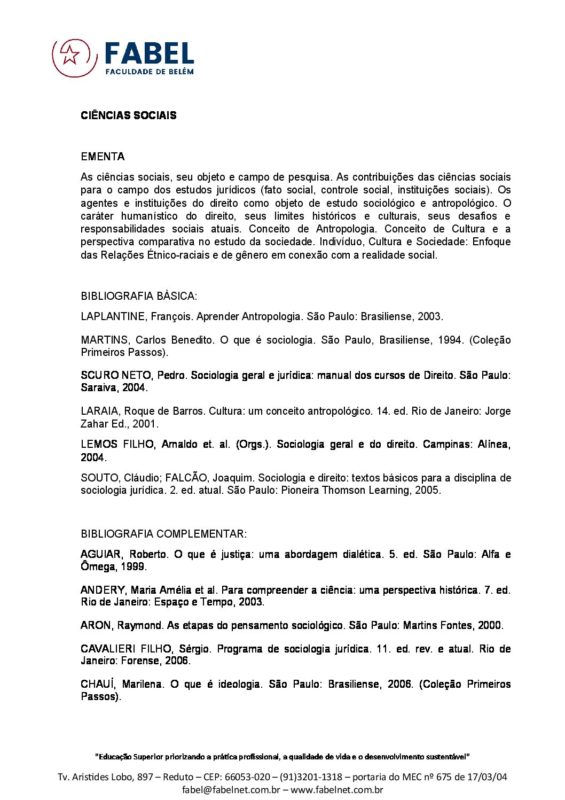 FABEL
FACULDADE DE BELÉM
CIÊNCIAS SOCIAIS
EMENTA
As ciências sociais, seu objeto e campo de pesquisa. As contribuições das ciências sociais
para o campo dos estudos jurídicos (fato social, controle social, instituições sociais). Os
agentes e instituições do direito como objeto de estudo sociológico e antropológico. O
caráter humanístico do direito, seus limites históricos e culturais, seus desafios e
responsabilidades sociais atuais. Conceito de Antropologia. Conceito de Cultura e a
perspectiva comparativa no estudo da sociedade. Indivíduo, Cultura e Sociedade: Enfoque
das Relações Étnico-raciais e de gênero em conexão com a realidade social.
BIBLIOGRAFIA BÁSICA:
LAPLANTINE, François. Aprender Antropologia. São Paulo: Brasiliense, 2003.
MARTINS, Carlos Benedito. O que é sociologia. São Paulo, Brasiliense, 1994. (Coleção
Primeiros Passos).
SCURO NETO, Pedro. Sociologia geral e jurídica: manual dos cursos de Direito. São Paulo:
Saraiva, 2004.
LARAIA, Roque de Barros. Cultura: um conceito antropológico. 14. ed. Rio de Janeiro: Jorge
Zahar Ed., 2001.
LEMOS FILHO, Arnaldo et. al. (Orgs.). Sociologia geral e do direito. Campinas: Alínea,
2004.
SOUTO, Cláudio; FALCÃO, Joaquim. Sociologia e direito: textos básicos para a disciplina de
sociologia jurídica. 2. ed. atual. São Paulo: Pioneira Thomson Learning, 2005.
BIBLIOGRAFIA COMPLEMENTAR:
AGUIAR, Roberto. O que é justiça: uma abordagem dialética. 5. ed. São Paulo: Alfa e
Ômega, 1999.
ANDERY, Maria Amélia et al. Para compreender a ciência: uma perspectiva histórica. 7. ed.
Rio de Janeiro: Espaço e Tempo, 2003.
ARON, Raymond. As etapas do pensamento sociológico. São Paulo: Martins Fontes, 2000.
CAVALIERI FILHO, Sérgio. Programa de sociologia jurídica. 11. ed. rev. e atual. Rio de
Janeiro: Forense, 2006.
CHAUÍ, Marilena. O que é ideologia. São Paulo: Brasiliense, 2006. (Coleção Primeiros
Passos).
"Educação Superior priorizando a prática profissional, a qualidade de vida e o desenvolvimento sustentável"
Tv. Aristides Lobo, 897 – Reduto – CEP: 66053-020 – (91)3201-1318 – portaria do MEC nº 675 de 17/03/04
fabel@fabelnet.com.br – www.fabelnet.com.br